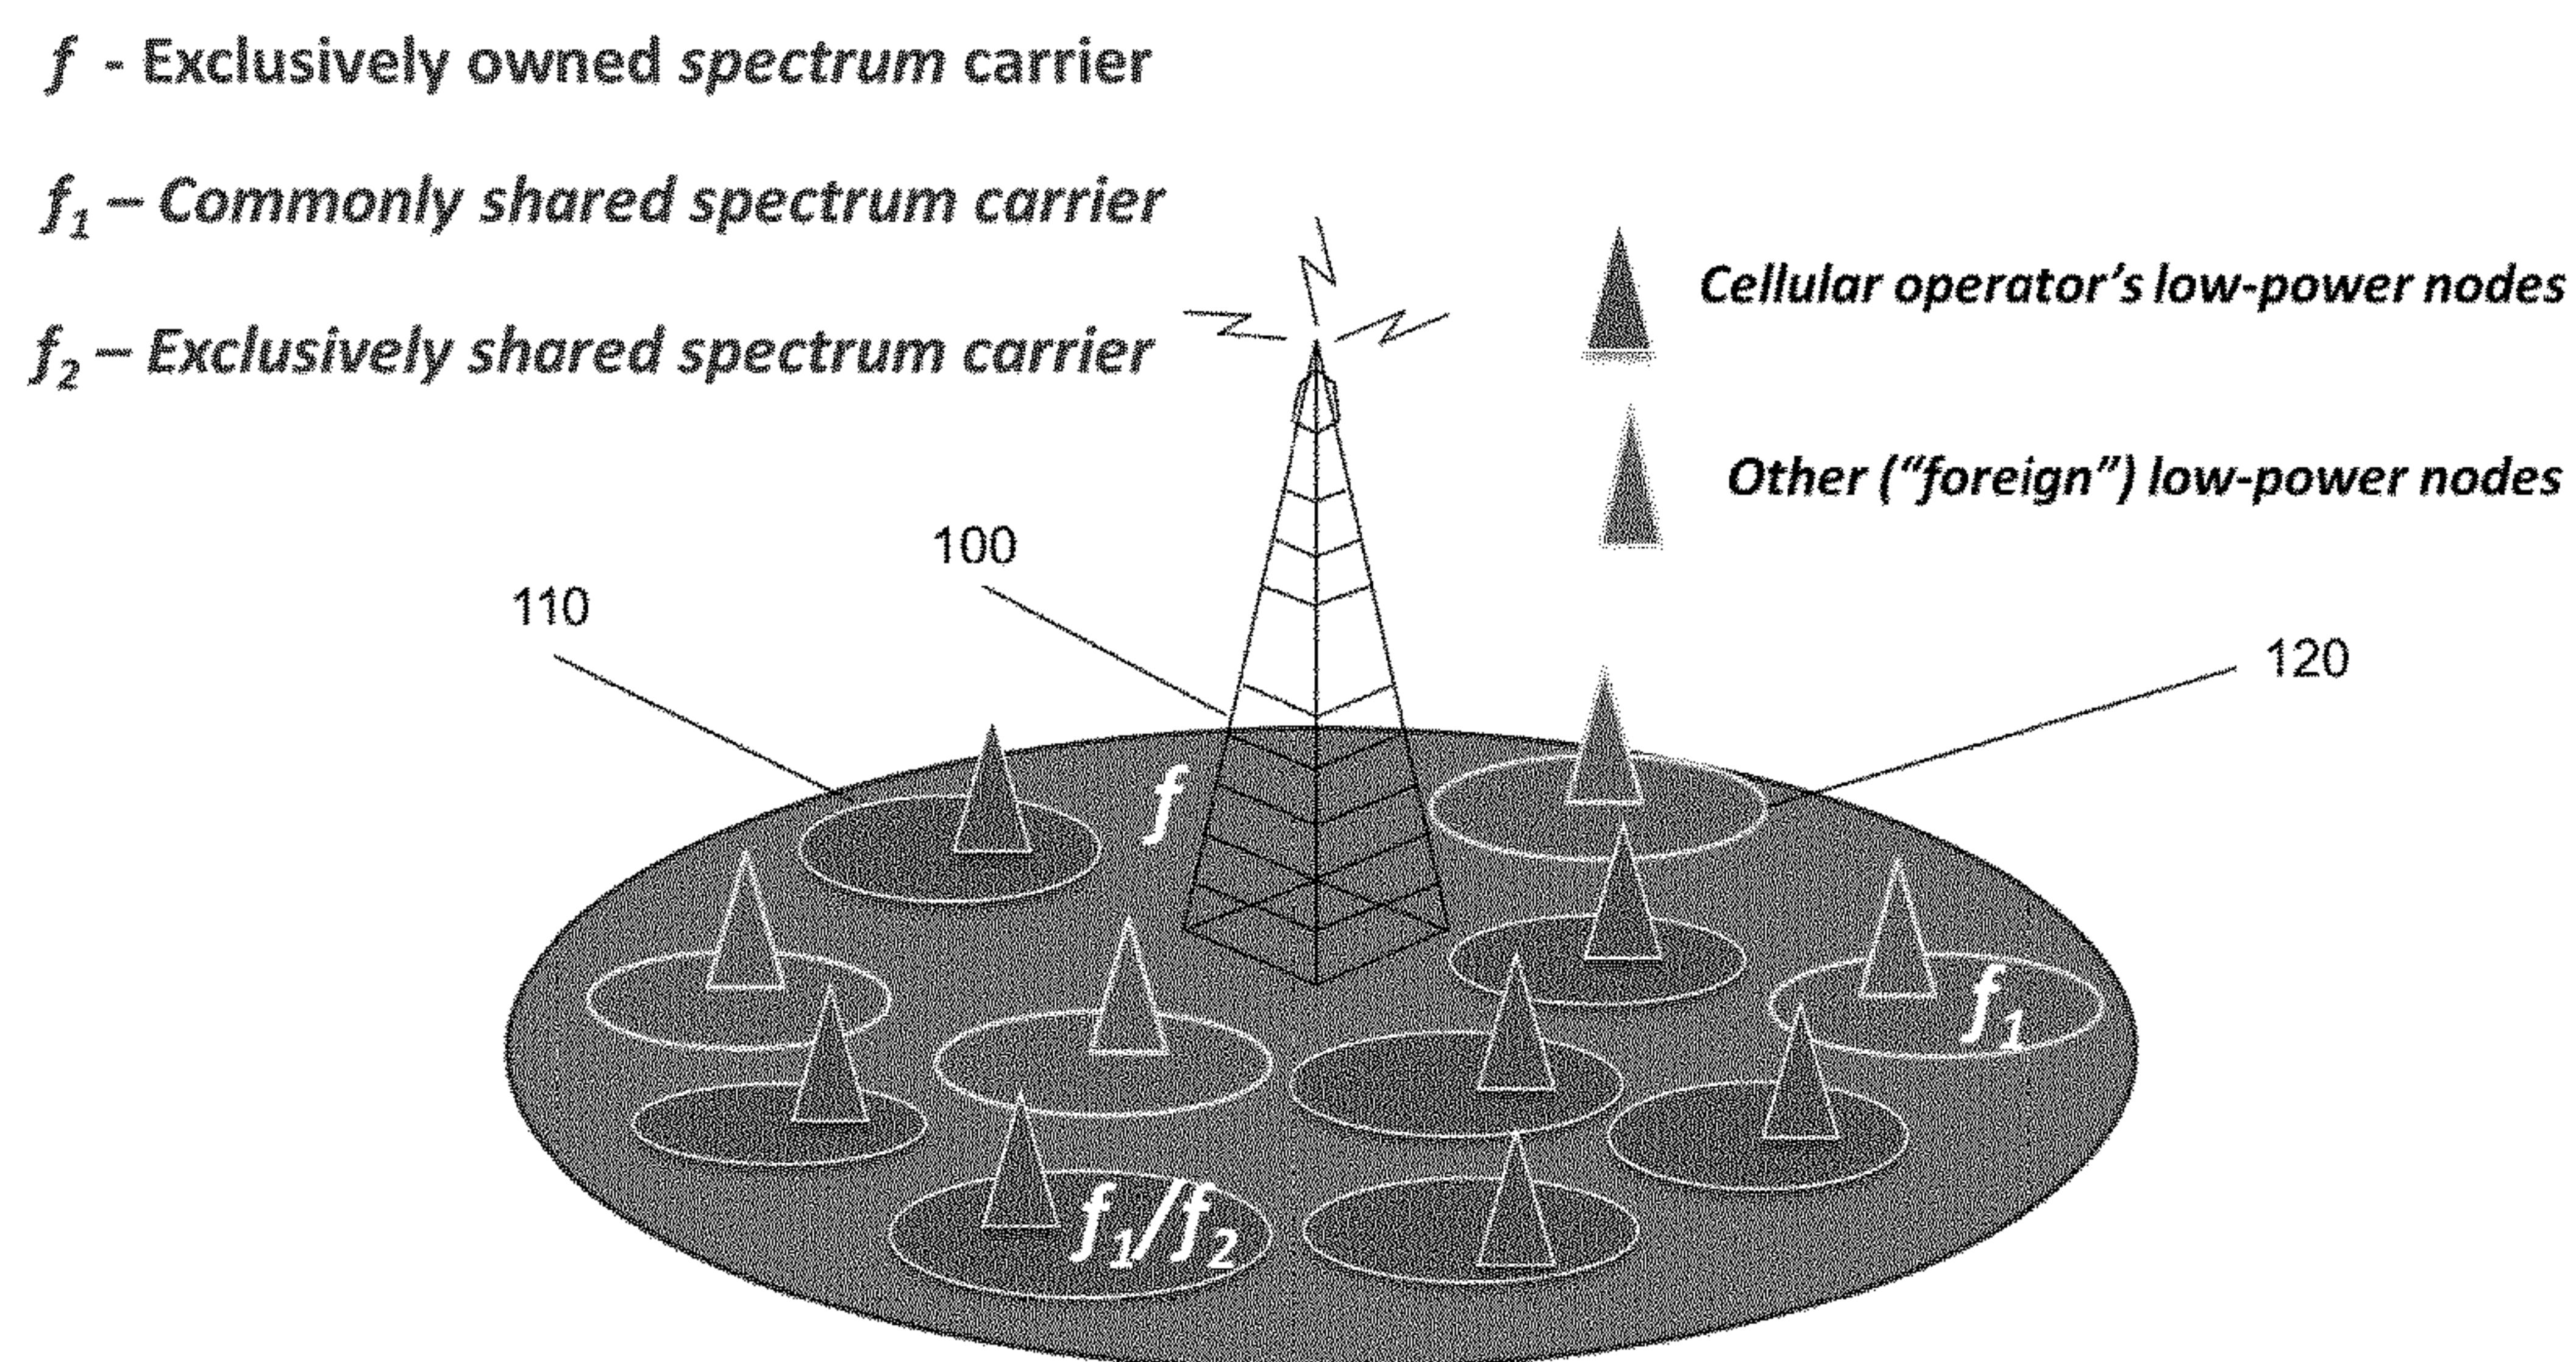 f - Exclusively owned spectrum carrier
f₁ – Commonly shared spectrum carrier
f₂ – Exclusively shared spectrum carrier
Cellular operator’s low-power nodes
Other (“foreign”) low-power nodes
100
110
120
f
f₁
f₁/f₂